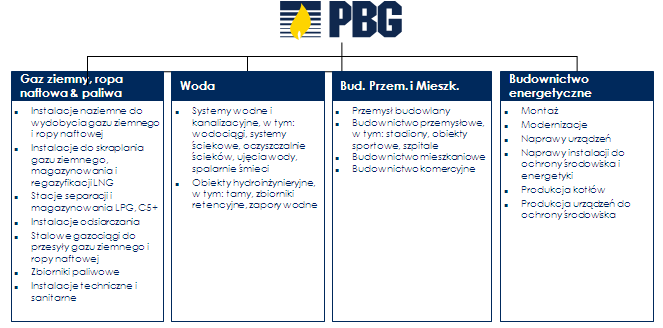 PBG
Gaz ziemny, ropa
naftowa & paliwa
Instalacje naziemne do
wydobycia gazu ziemnego
i ropy naftowej
Instalacje do skraplania
gazu ziemnego,
magazynowania i
regazyfikacji LNG
Stacje separacji i
magazynowania LPG, C5+
Instalacje odsiarczania
Stalowe gazociągi do
przesyły gazu ziemnego i
ropy naftowej
Zbiorniki paliwowe
Instalacje techniczne i
sanitarne
Woda
Systemy wodne i
kanalizacyjne, w tym:
wodociągi, systemy
ściekowe, oczyszczalnie
ścieków, ujęcia wody,
spalarnie śmieci
Obiekty hydroinżynieryjne,
w tym: tamy, zbiorniki
retencyjne, zapory wodne
Bud. Przem. i Mieszk.
Przemysł budowlany
Budownictwo przemysłowe,
w tym: stadiony, obiekty
sportowe, szpitale
Budownictwo mieszkaniowe
Budownictwo komercyjne
Budownictwo
energetyczne
Montaż
Modernizacje
Naprawy urządzeń
Naprawy instalacji do
ochrony środowiska i
energetyki
Produkcja kotłów
Produkcja urządzeń do
ochrony środowiska